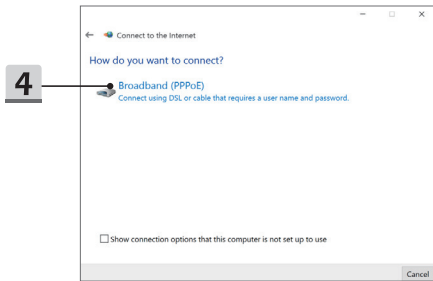 Connect to the Internet
How do you want to connect?
4
Broadband (PPPoE)
Connect using DSL or cable that requires a user name and password.
Show connection options that this computer is not set up to use
Cancel